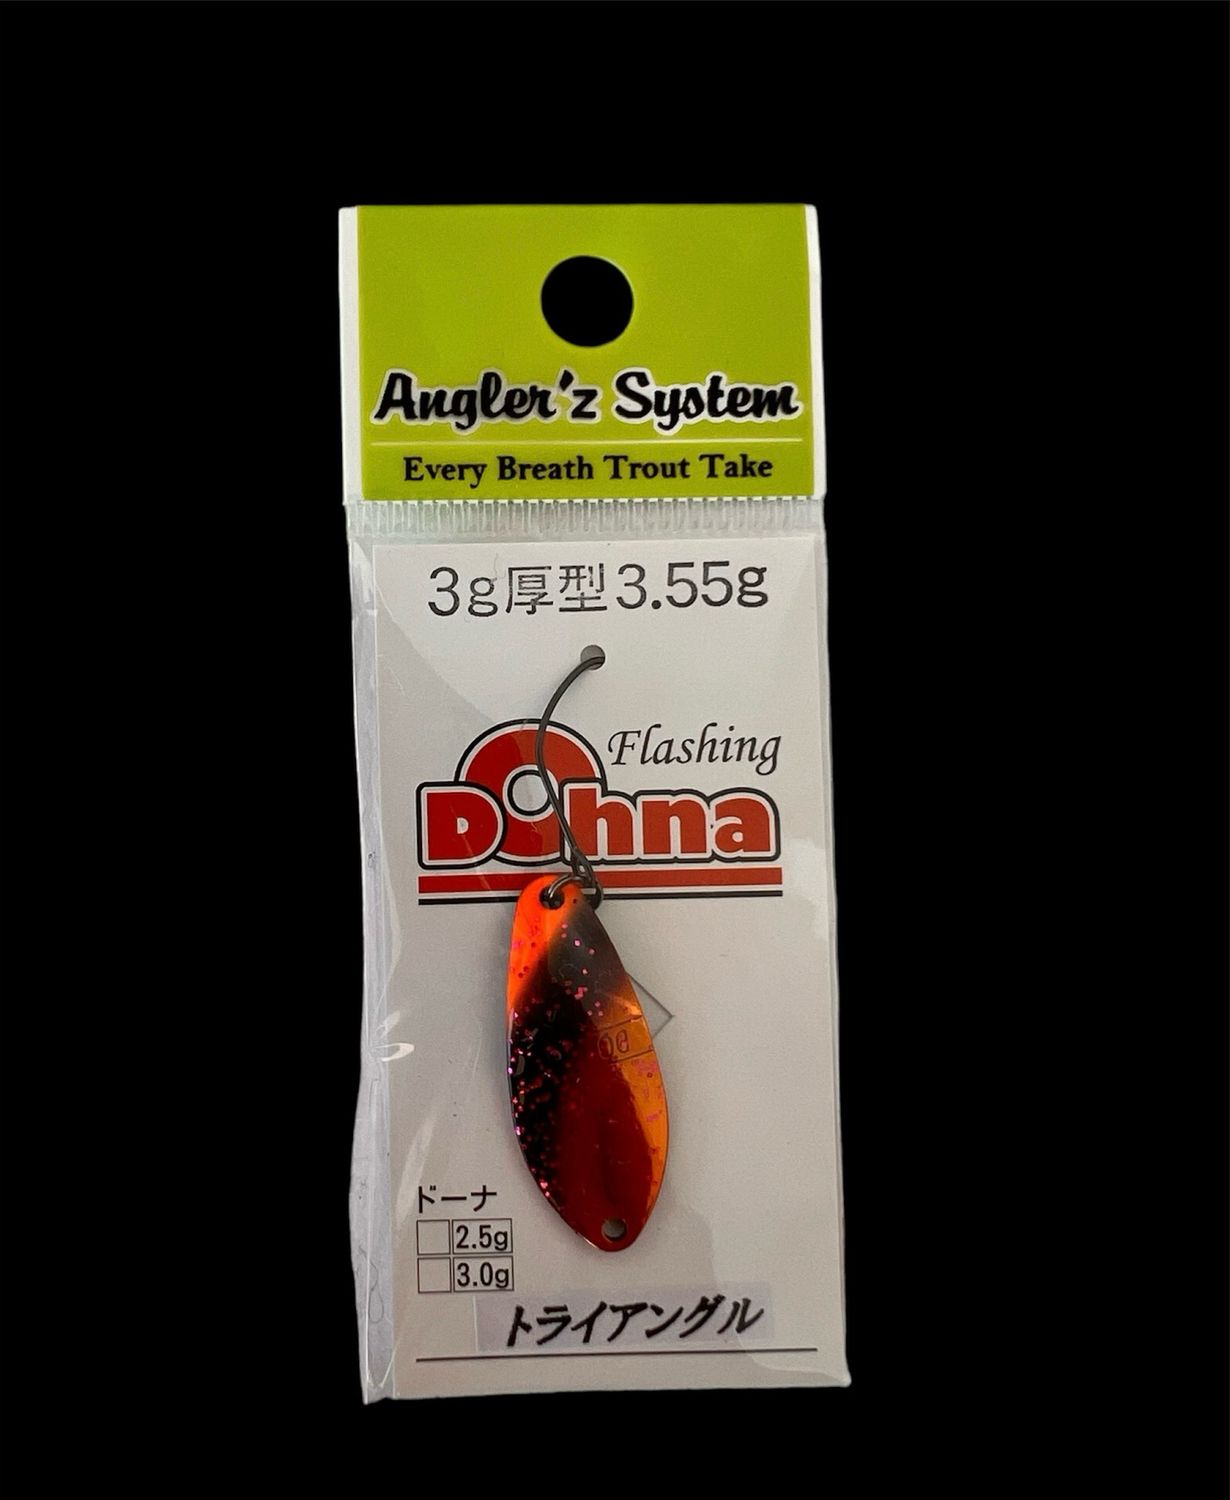 Angler'z System
Every Breath Trout Take
3g厚型3.55g
Flashing
Dohna
ドーナ
2.5g
3.0g
トライアングル